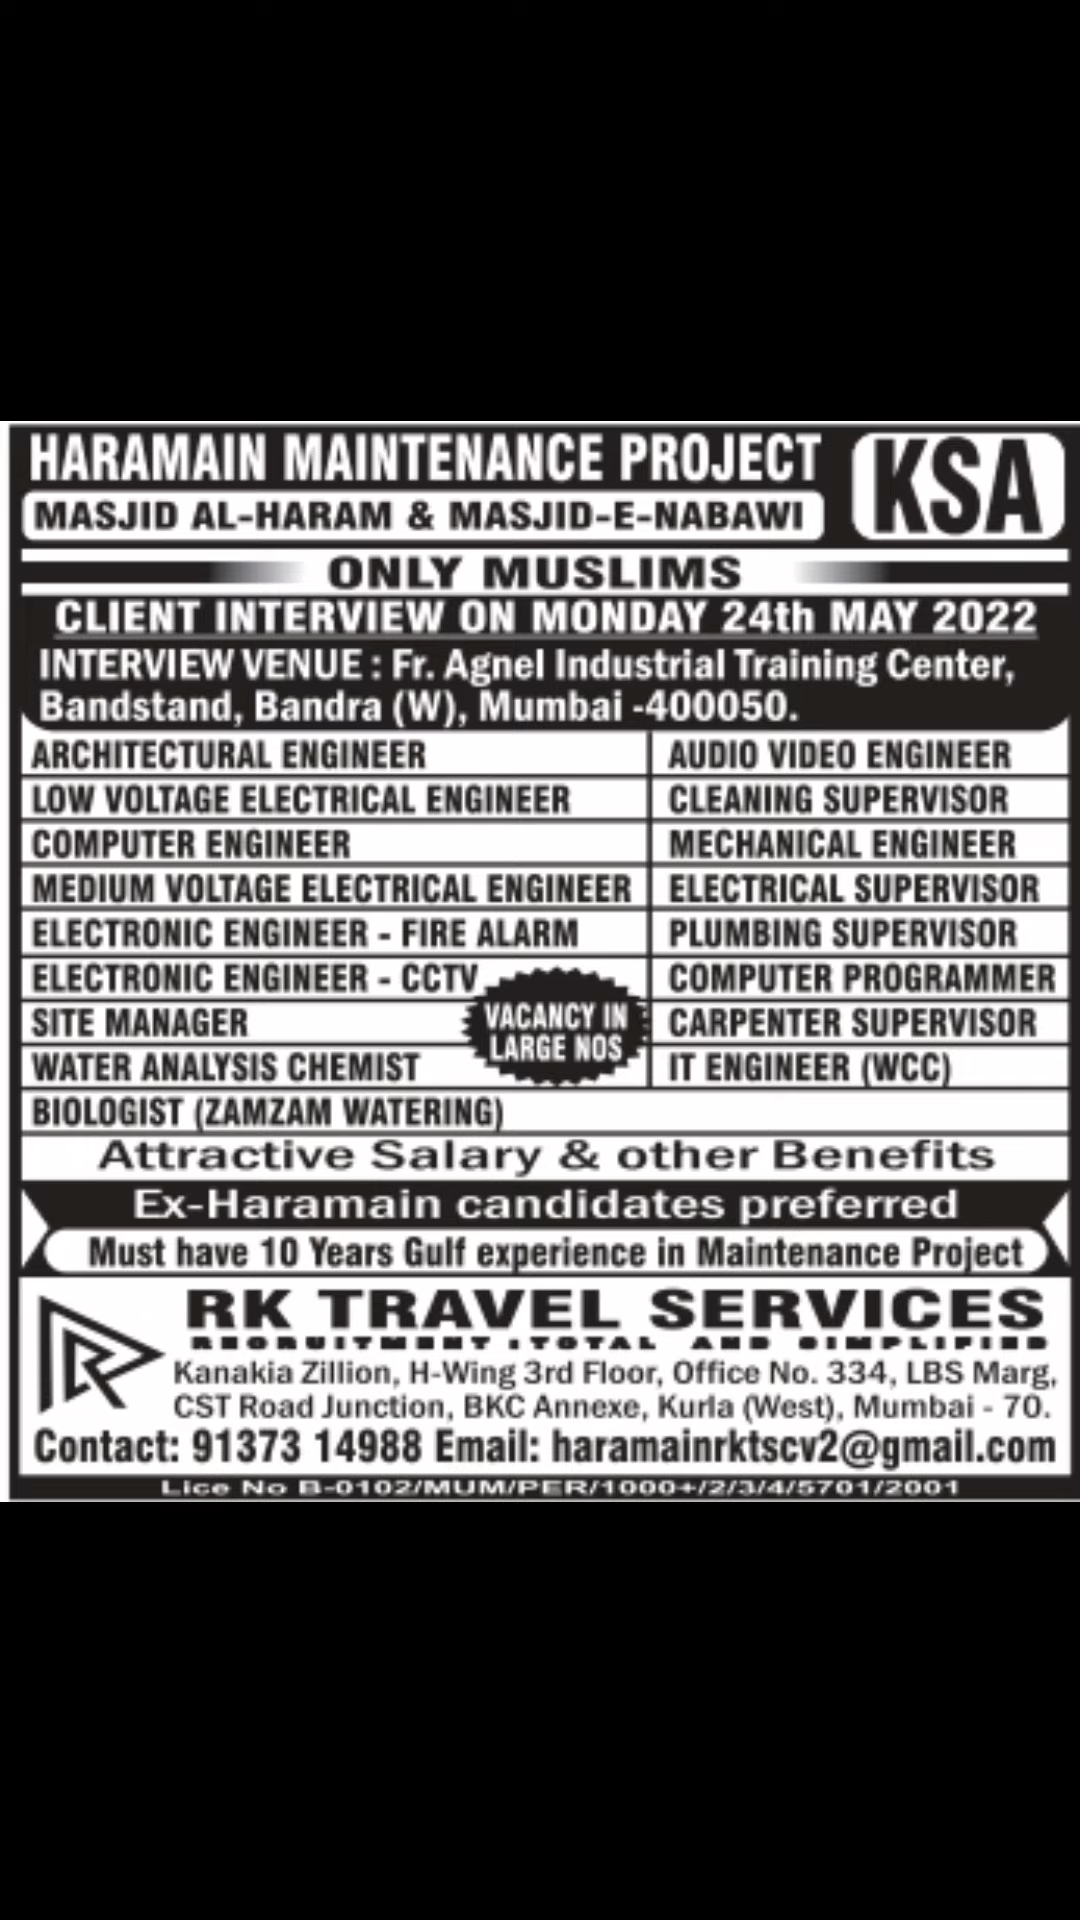 HARAMAIN MAINTENANCE PROJECT
KSA
MASJID AL-HARAM & MASJID-E-NABAWI
ONLY MUSLIMS
CLIENT INTERVIEW ON MONDAY 24th MAY 2022
INTERVIEW VENUE : Fr. Agnel Industrial Training Center,
Bandstand, Bandra (W), Mumbai -400050.
ARCHITECTURAL ENGINEER
AUDIO VIDEO ENGINEER
LOW VOLTAGE ELECTRICAL ENGINEER
CLEANING SUPERVISOR
COMPUTER ENGINEER
MECHANICAL ENGINEER
MEDIUM VOLTAGE ELECTRICAL ENGINEER
ELECTRICAL SUPERVISOR
ELECTRONIC ENGINEER - FIRE ALARM
PLUMBING SUPERVISOR
ELECTRONIC ENGINEER - CCTV
COMPUTER PROGRAMMER
SITE MANAGER
CARPENTER SUPERVISOR
WATER ANALYSIS CHEMIST
IT ENGINEER (WCC)
VACANCY IN
LARGE NOS
BIOLOGIST (ZAMZAM WATERING)
Attractive Salary & other Benefits
Ex-Haramain candidates preferred
Must have 10 Years Gulf experience in Maintenance Project
RK TRAVEL SERVICES
RECRUITMENT : TOTAL AND SIMPLIFIED
Kanakia Zillion, H-Wing 3rd Floor, Office No. 334, LBS Marg,
CST Road Junction, BKC Annexe, Kurla (West), Mumbai - 70.
Contact: 91373 14988 Email: haramainrktscv2@gmail.com
Lice No B-0102/MUM/PER/1000+/2/3/4/5701/2001